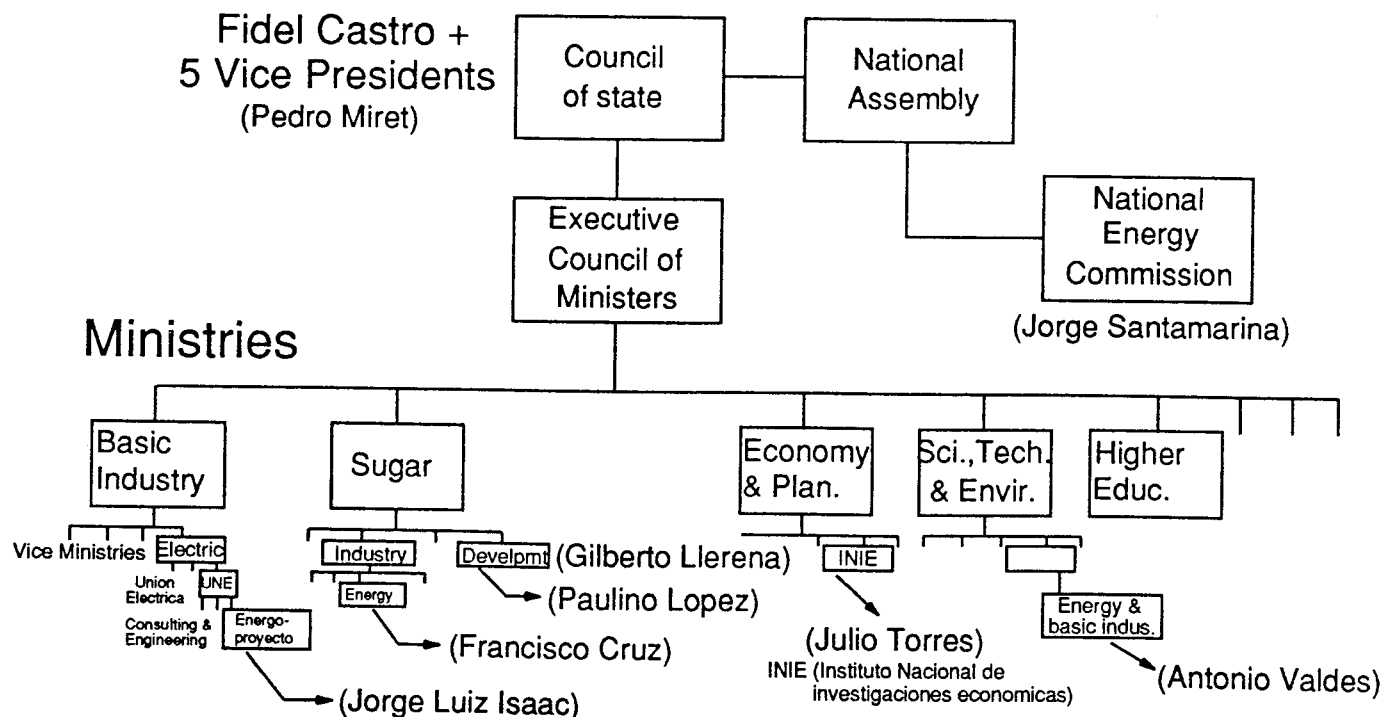 Fidel Castro +
5 Vice Presidents
(Pedro Miret)
Council
of state
National
Assembly
Executive
Council of
Ministers
National
Energy
Commission
(Jorge Santamarina)
Ministries
Basic
Industry
Sugar
Economy
& Plan.
Sci.,Tech.
& Envir.
Higher
Educ.
Vice Ministries
Electric
Union
Electrica
UNE
Consulting &
Engineering
Energo-
proyecto
(Jorge Luiz Isaac)
Industry
Energy
(Francisco Cruz)
Develpmt
(Gilberto Llerena)
(Paulino Lopez)
INIE
(Julio Torres)
INIE (Instituto Nacional de
investigaciones economicas)
Energy &
basic indus.
(Antonio Valdes)